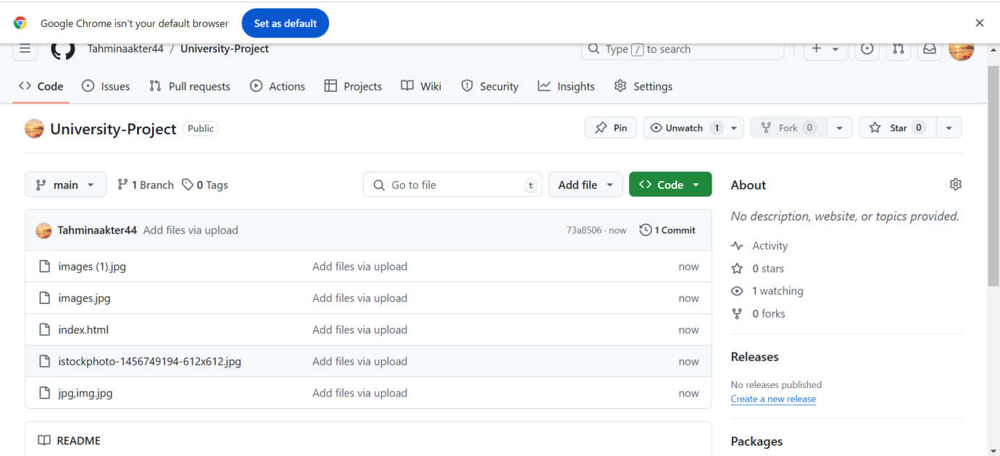 Google Chrome isn't your default browser Set as default
Tahminaakter44 / University-Project Type / to search
Code Issues Pull requests Actions Projects Wiki Security Insights Settings
University-Project Public Pin Unwatch 1 Fork 0 Star 0
main 1 Branch 0 Tags Go to file t Add file Code
Tahminaakter44 Add files via upload 73a8506 · now 1 Commit
images (1).jpg Add files via upload now
images.jpg Add files via upload now
index.html Add files via upload now
istockphoto-1456749194-612x612.jpg Add files via upload now
jpg,img.jpg Add files via upload now
README
About
No description, website, or topics provided.
Activity
0 stars
1 watching
0 forks
Releases
No releases published
Create a new release
Packages